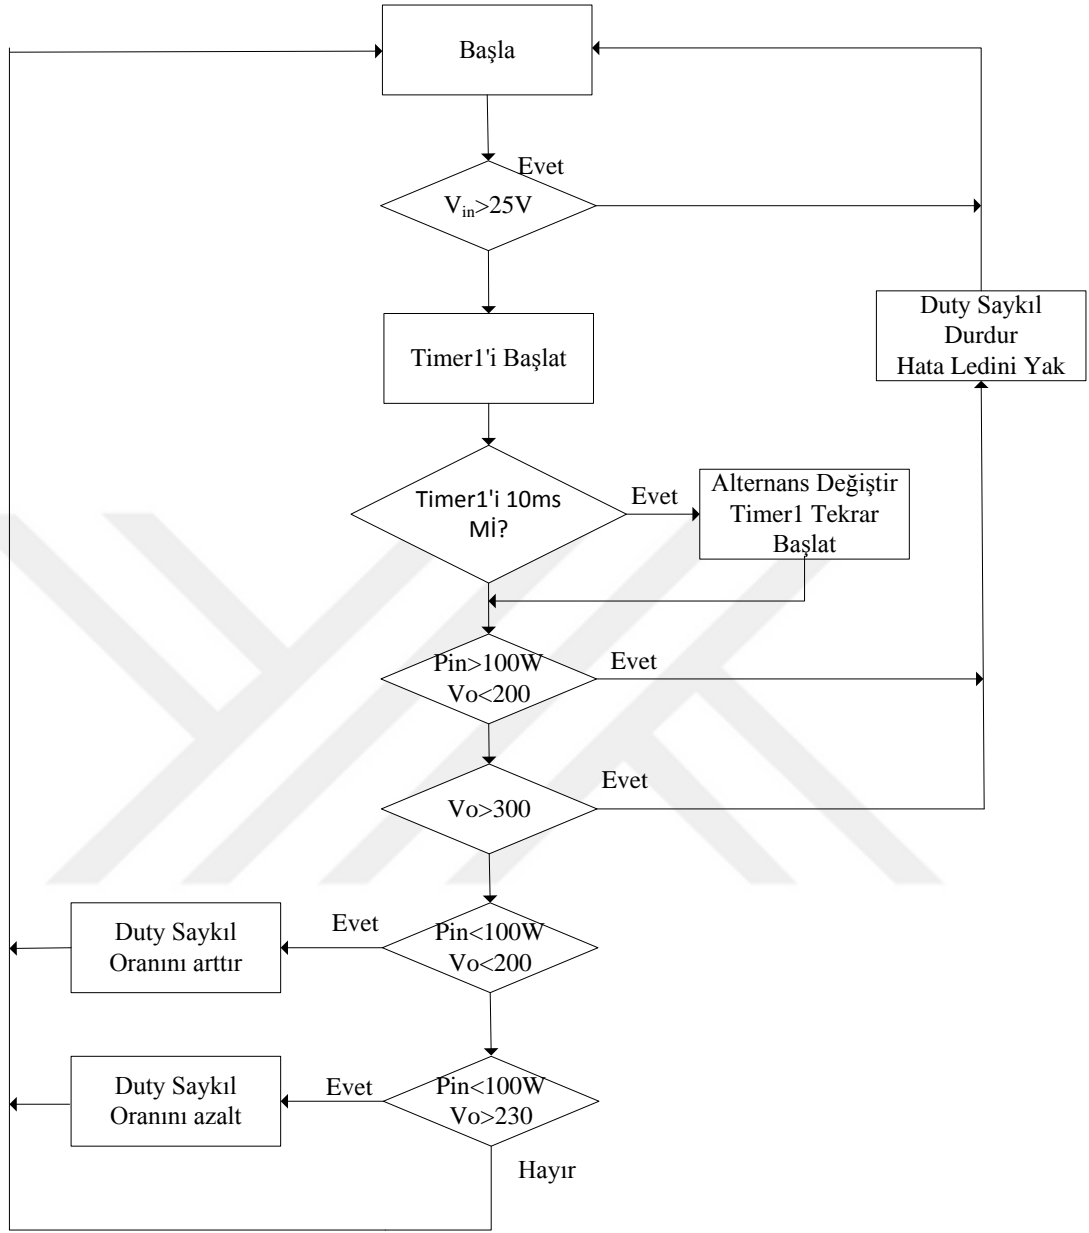 Başla
Evet
Vin>25V
Duty Saykıl
Durdur
Hata Ledini Yak
Timer1'i Başlat
Timer1'i 10ms
Mİ?
Evet
Alternans Değiştir
Timer1 Tekrar
Başlat
Pin>100W
Vo<200
Evet
Vo>300
Evet
Duty Saykıl
Oranını arttır
Evet
Pin<100W
Vo<200
Duty Saykıl
Oranını azalt
Evet
Pin<100W
Vo>230
Hayır